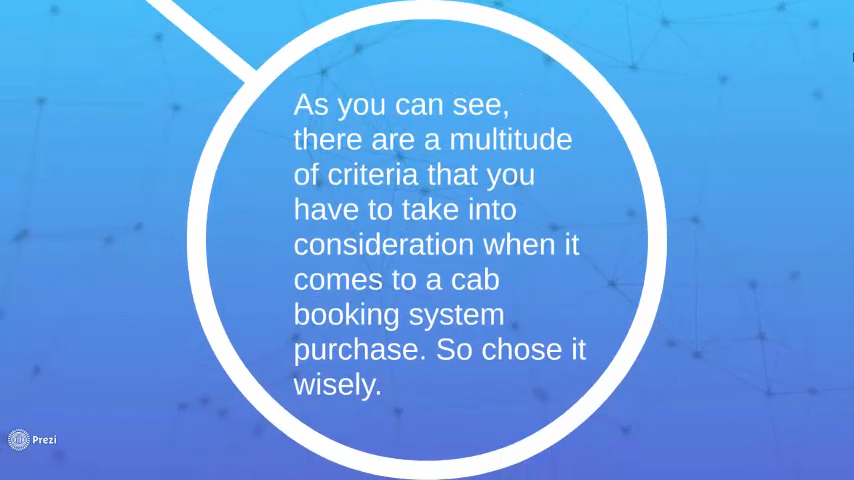 As you can see,
there are a multitude
of criteria that you
have to take into
consideration when it
comes to a cab
booking system
purchase. So chose it
wisely.
Prezi